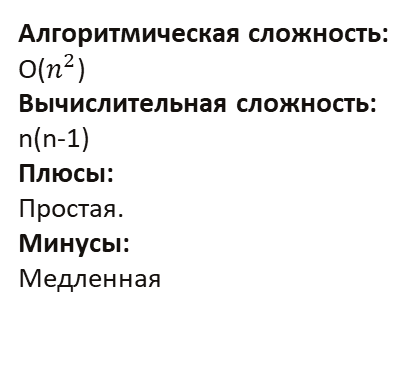 Алгоритмическая сложность:
O(n²)
Вычислительная сложность:
n(n-1)
Плюсы:
Простая.
Минусы:
Медленная